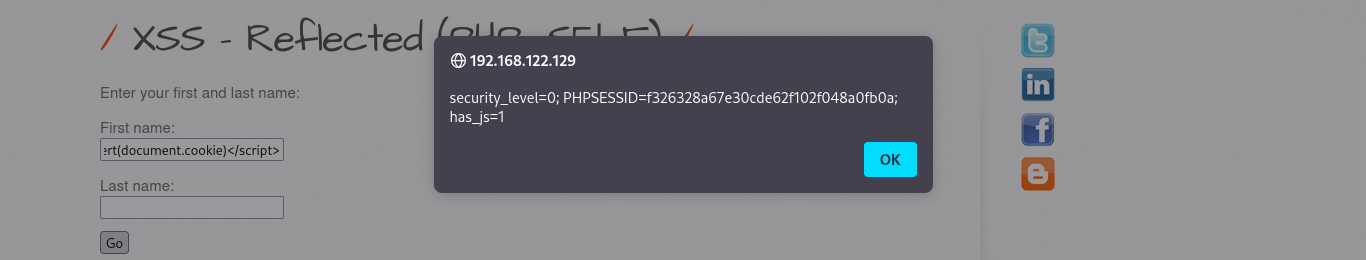 / XSS - Reflected (PHP_SELF) /
192.168.122.129
security_level=0; PHPSESSID=f326328a67e30cde62f102f048a0fb0a;
has_js=1
OK
Enter your first and last name:
First name:
ert(document.cookie)</script>
Last name:
Go